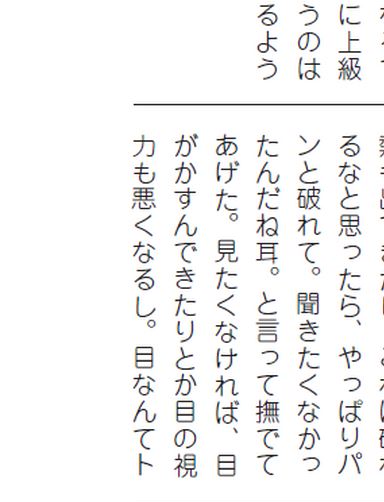 に上級
うのは
るよう
るなと思ったら、やっぱりパ
ンと破れて。聞きたくなかっ
たんだね耳。と言って撫でて
あげた。見たくなければ、目
がかすんできたりとか目の視
力も悪くなるし。目なんてト